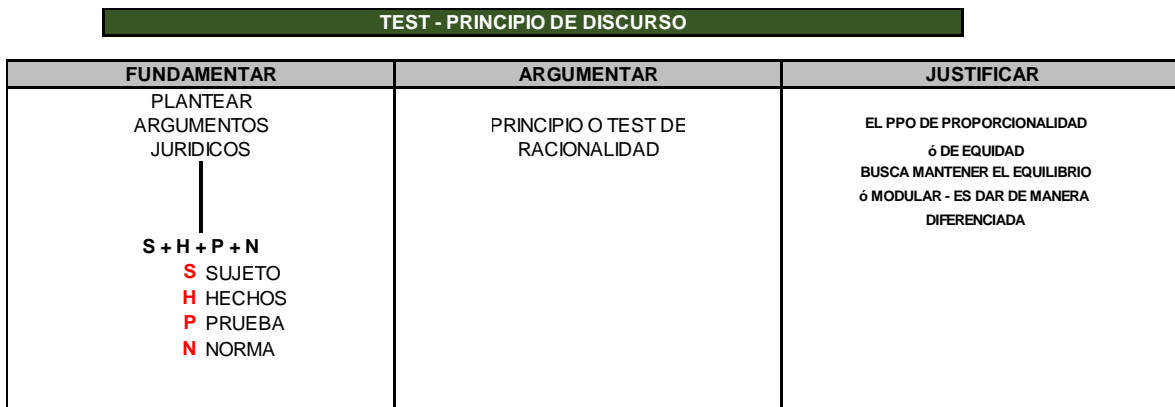 TEST - PRINCIPIO DE DISCURSO
FUNDAMENTAR
ARGUMENTAR
JUSTIFICAR
PLANTEAR
ARGUMENTOS
JURIDICOS
S + H + P + N
S SUJETO
H HECHOS
P PRUEBA
N NORMA
PRINCIPIO O TEST DE
RACIONALIDAD
EL PPO DE PROPORCIONALIDAD
ó DE EQUIDAD
BUSCA MANTENER EL EQUILIBRIO
ó MODULAR - ES DAR DE MANERA
DIFERENCIADA